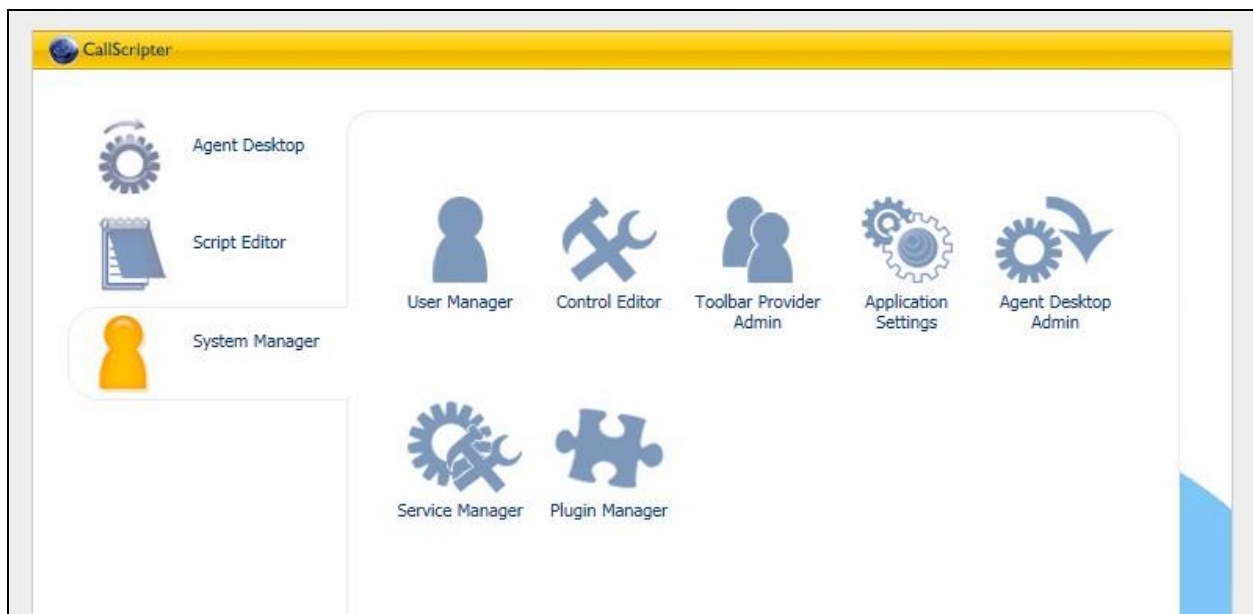 CallScripter
Agent Desktop
Script Editor
System Manager
User Manager
Control Editor
Toolbar Provider
Admin
Application
Settings
Agent Desktop
Admin
Service Manager
Plugin Manager